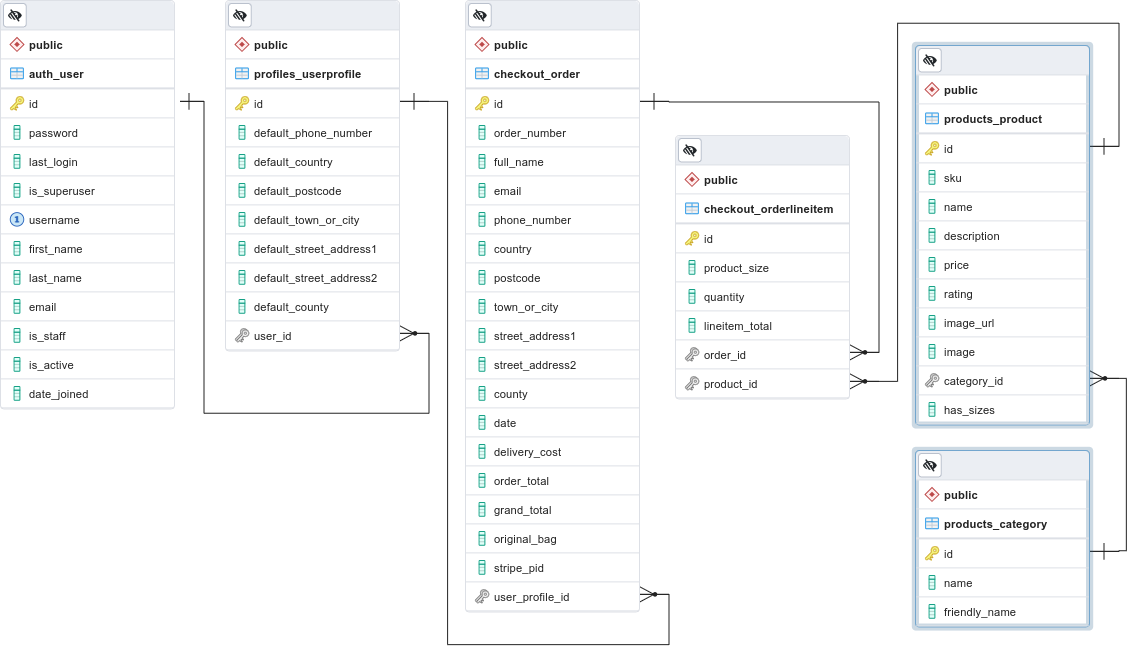 public
auth_user
id
password
last_login
is_superuser
1 username
first_name
last_name
email
is_staff
is_active
date_joined
public
profiles_userprofile
id
default_phone_number
default_country
default_postcode
default_town_or_city
default_street_address1
default_street_address2
default_county
user_id
public
checkout_order
id
order_number
full_name
email
phone_number
country
postcode
town_or_city
street_address1
street_address2
county
date
delivery_cost
order_total
grand_total
original_bag
stripe_pid
user_profile_id
public
checkout_orderlineitem
id
product_size
quantity
lineitem_total
order_id
product_id
public
products_product
id
sku
name
description
price
rating
image_url
image
category_id
has_sizes
public
products_category
id
name
friendly_name